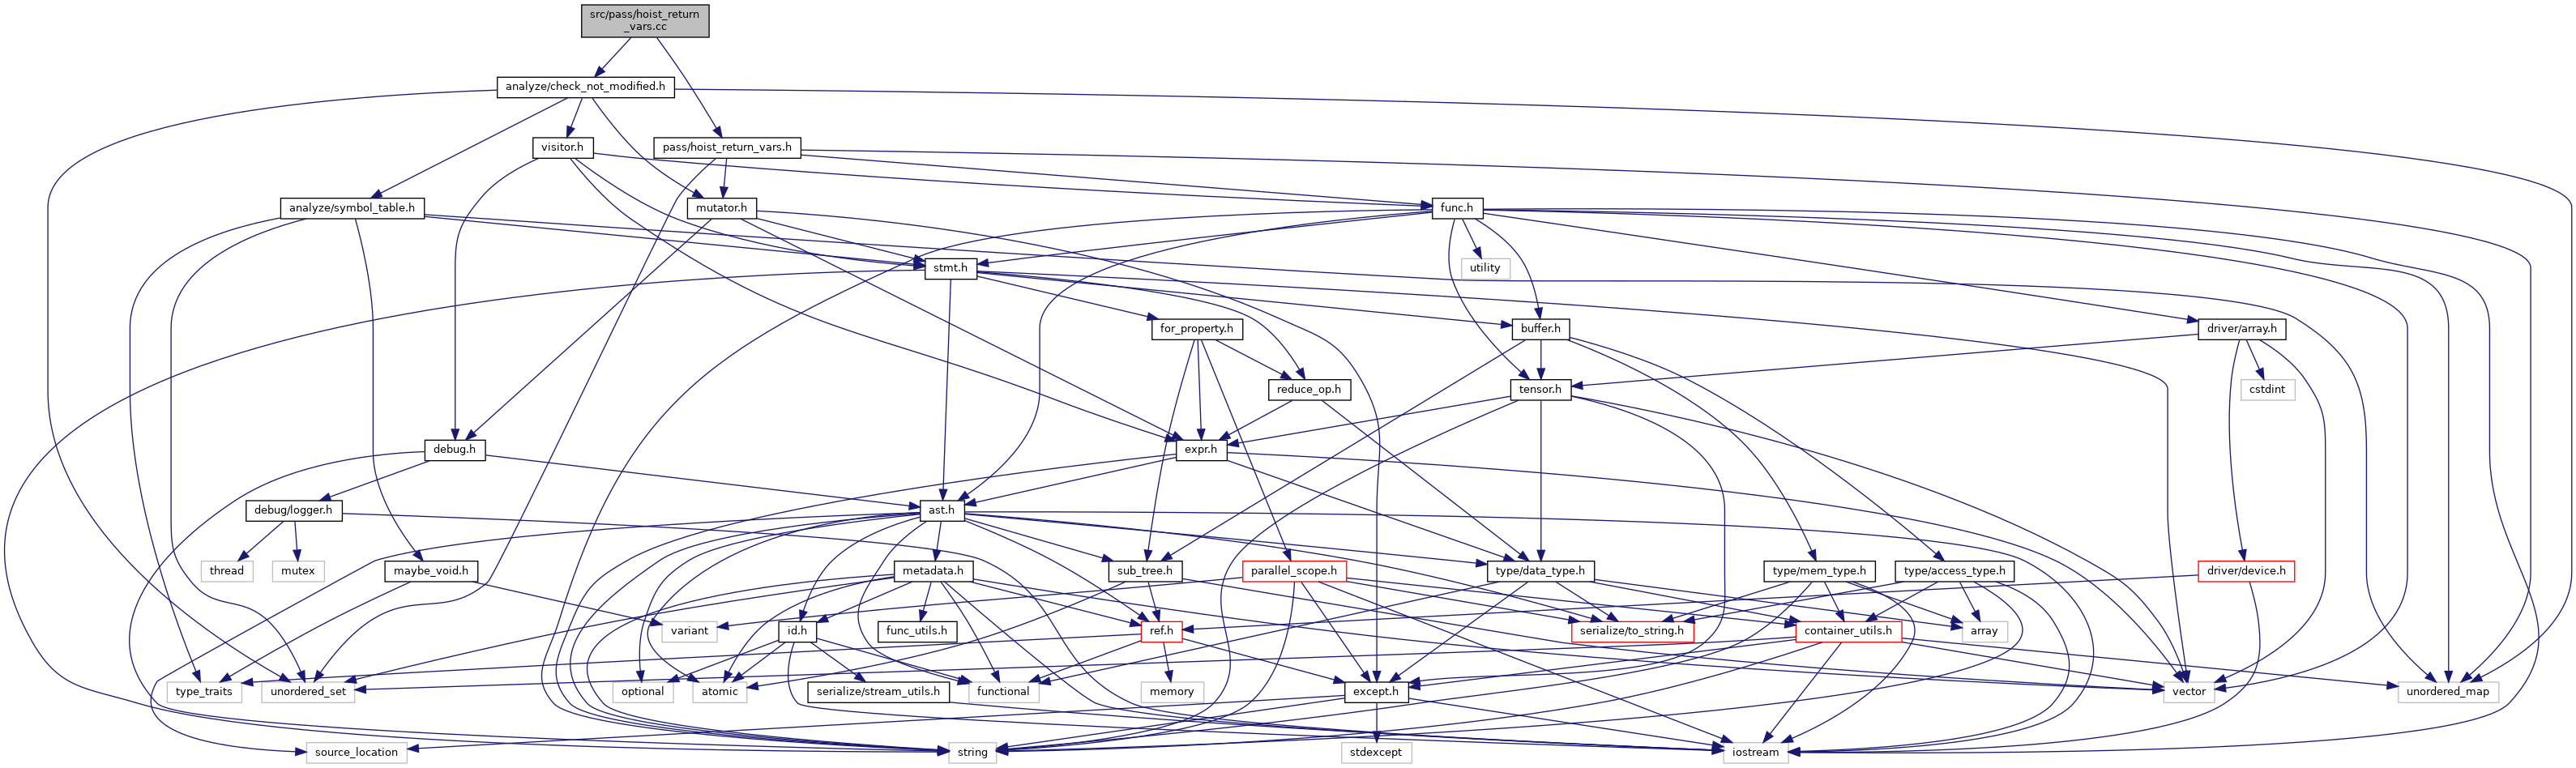 src/pass/hoist_return
_vars.cc
analyze/check_not_modified.h
visitor.h
pass/hoist_return_vars.h
analyze/symbol_table.h
mutator.h
func.h
stmt.h
utility
for_property.h
buffer.h
driver/array.h
reduce_op.h
tensor.h
cstdint
debug.h
expr.h
debug/logger.h
ast.h
thread
mutex
maybe_void.h
metadata.h
sub_tree.h
parallel_scope.h
type/data_type.h
type/mem_type.h
type/access_type.h
driver/device.h
variant
id.h
func_utils.h
ref.h
serialize/to_string.h
container_utils.h
array
type_traits
unordered_set
optional
atomic
serialize/stream_utils.h
functional
memory
except.h
vector
unordered_map
source_location
string
stdexcept
iostream